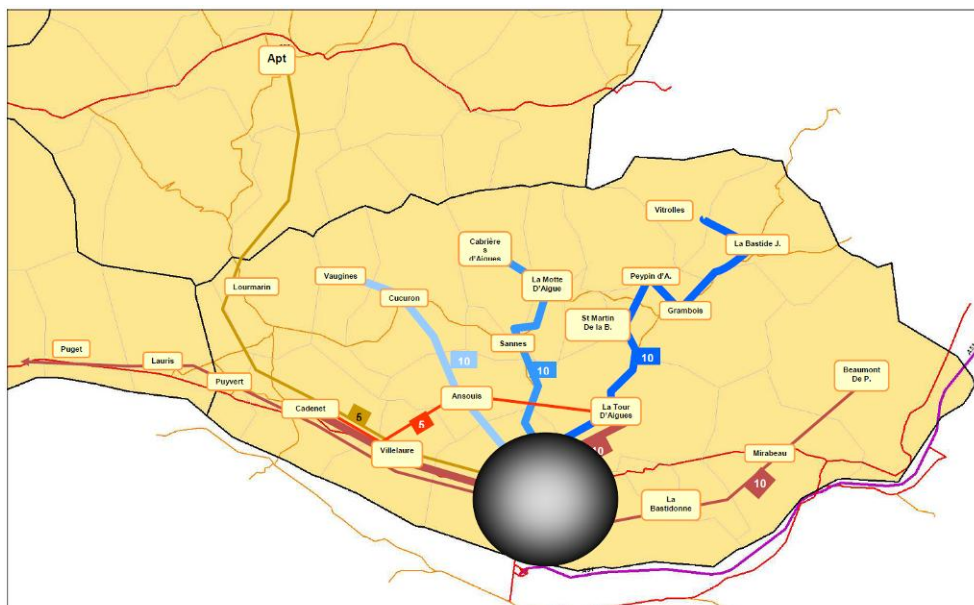 Apt
Vitrolles
La Bastide J.
Cabrière
s
d'Aigues
Vaugines
Cucuron
La Motte
D'Aigue
Peypin d'A.
Grambois
Lourmarin
St Martin
De la B.
Sannes
Puget
Lauris
Puyvert
10
10
10
Beaumont
De P.
Ansouis
Cadenet
5
5
La Tour
D'Aigues
Villelaure
10
Mirabeau
10
La
Bastidonne